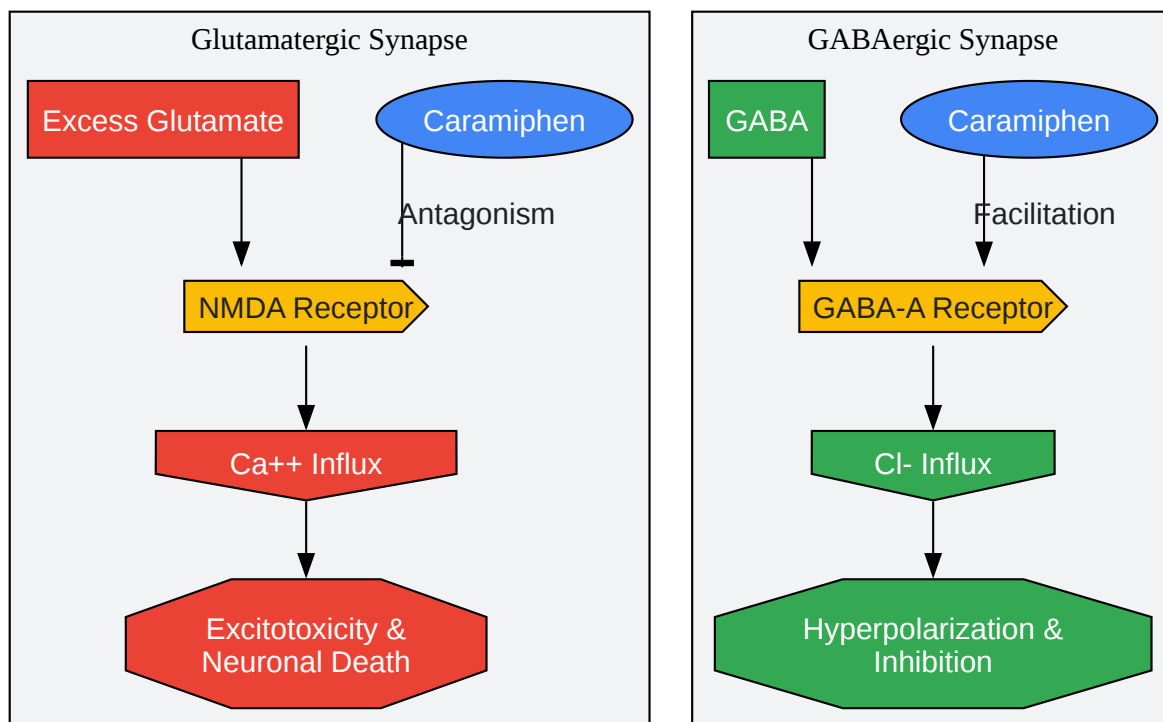 Glutamatergic Synapse
Excess Glutamate
Caramiphen
Antagonism
NMDA Receptor
Ca++ Influx
Excitotoxicity &
Neuronal Death
GABAergic Synapse
GABA
Caramiphen
Facilitation
GABA-A Receptor
Cl- Influx
Hyperpolarization &
Inhibition